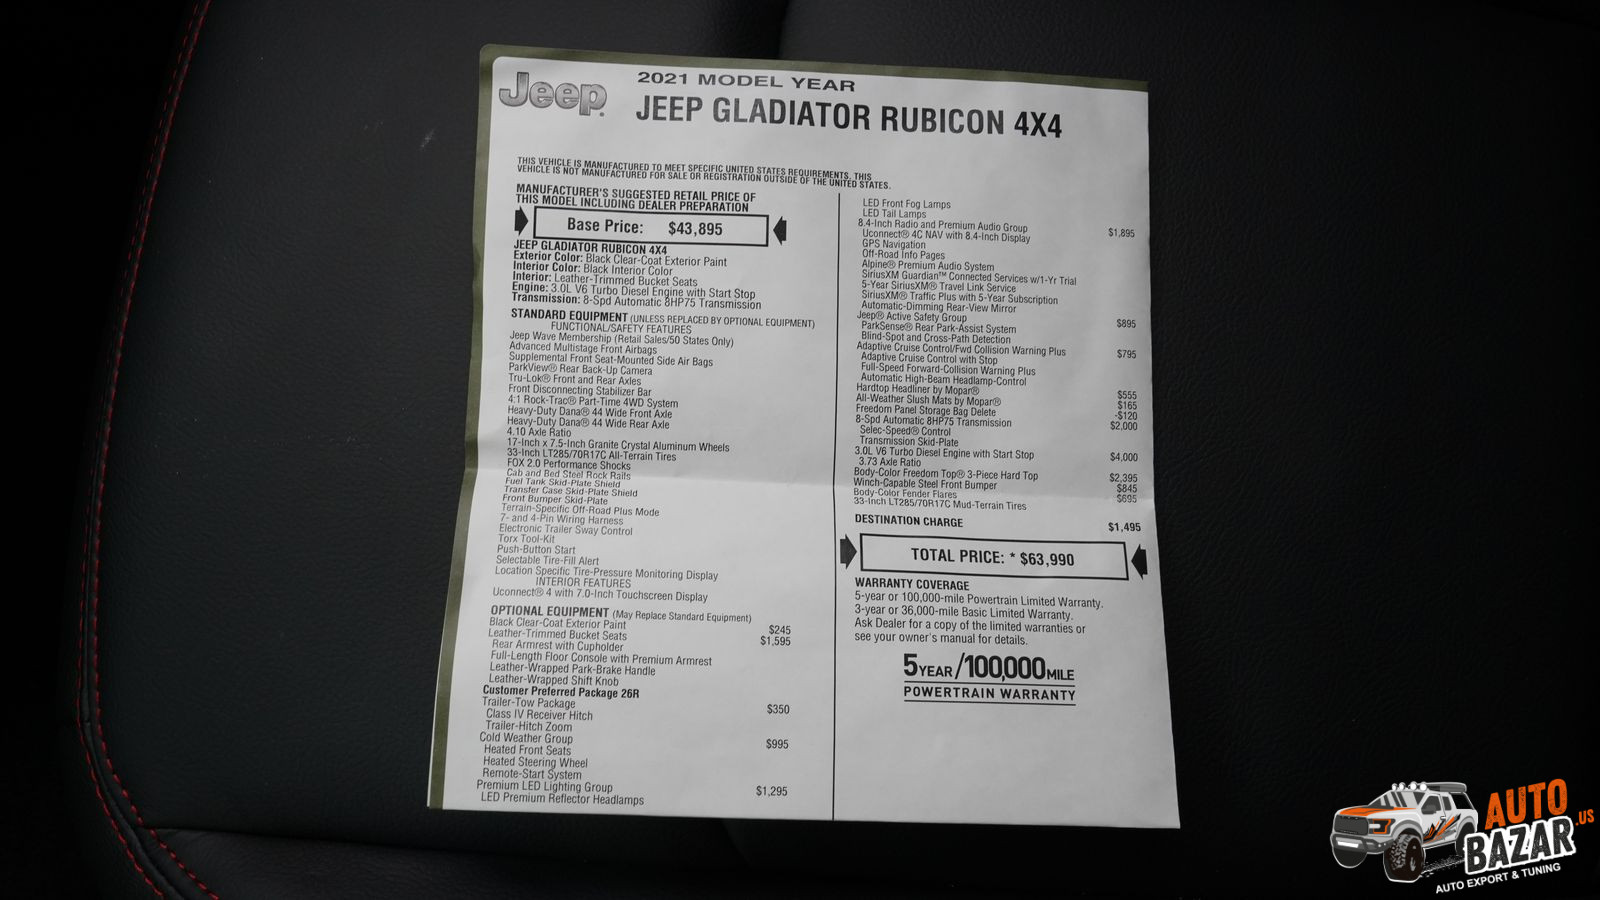 Jeep
2021 MODEL YEAR
JEEP GLADIATOR RUBICON 4X4
THIS VEHICLE IS MANUFACTURED TO MEET SPECIFIC UNITED STATES REQUIREMENTS. THIS
VEHICLE IS NOT MANUFACTURED FOR SALE OR REGISTRATION OUTSIDE OF THE UNITED STATES.
MANUFACTURER'S SUGGESTED RETAIL PRICE OF
THIS MODEL INCLUDING DEALER PREPARATION
Base Price: $43,895
JEEP GLADIATOR RUBICON 4X4
Exterior Color: Black Clear-Coat Exterior Paint
Interior Color: Black Interior Color
Interior: Leather-Trimmed Bucket Seats
Engine: 3.0L V6 Turbo Diesel Engine with Start Stop
Transmission: 8-Spd Automatic 8HP75 Transmission
STANDARD EQUIPMENT (UNLESS REPLACED BY OPTIONAL EQUIPMENT)
FUNCTIONAL/SAFETY FEATURES
Jeep Wave Membership (Retail Sales/50 States Only)
Advanced Multistage Front Airbags
Supplemental Front Seat-Mounted Side Air Bags
ParkView® Rear Back-Up Camera
Tru-Lok® Front and Rear Axles
Front Disconnecting Stabilizer Bar
4:1 Rock-Trac® Part-Time 4WD System
Heavy-Duty Dana® 44 Wide Front Axle
Heavy-Duty Dana® 44 Wide Rear Axle
4.10 Axle Ratio
17-Inch x 7.5-Inch Granite Crystal Aluminum Wheels
33-Inch LT285/70R17C All-Terrain Tires
FOX 2.0 Performance Shocks
Cab and Bed Steel Rock Rails
Fuel Tank Skid-Plate Shield
Transfer Case Skid-Plate Shield
Front Bumper Skid-Plate
Terrain-Specific Off-Road Plus Mode
7- and 4-Pin Wiring Harness
Electronic Trailer Sway Control
Torx Tool-Kit
Push-Button Start
Selectable Tire-Fill Alert
Location Specific Tire-Pressure Monitoring Display
INTERIOR FEATURES
Uconnect® 4 with 7.0-Inch Touchscreen Display
OPTIONAL EQUIPMENT (May Replace Standard Equipment)
Black Clear-Coat Exterior Paint $245
Leather-Trimmed Bucket Seats $1,595
Rear Armrest with Cupholder
Full-Length Floor Console with Premium Armrest
Leather-Wrapped Park-Brake Handle
Leather-Wrapped Shift Knob
Customer Preferred Package 26R
Trailer-Tow Package $350
Class IV Receiver Hitch
Trailer-Hitch Zoom
Cold Weather Group $995
Heated Front Seats
Heated Steering Wheel
Remote-Start System
Premium LED Lighting Group $1,295
LED Premium Reflector Headlamps
LED Front Fog Lamps
LED Tail Lamps
8.4-Inch Radio and Premium Audio Group $1,895
Uconnect® 4C NAV with 8.4-Inch Display
GPS Navigation
Off-Road Info Pages
Alpine® Premium Audio System
SiriusXM Guardian™ Connected Services w/1-Yr Trial
5-Year SiriusXM® Travel Link Service
SiriusXM® Traffic Plus with 5-Year Subscription
Automatic-Dimming Rear-View Mirror
Jeep® Active Safety Group $895
ParkSense® Rear Park-Assist System
Blind-Spot and Cross-Path Detection
Adaptive Cruise Control/Fwd Collision Warning Plus $795
Adaptive Cruise Control with Stop
Full-Speed Forward-Collision Warning Plus
Automatic High-Beam Headlamp-Control
Hardtop Headliner by Mopar® $555
All-Weather Slush Mats by Mopar® $165
Freedom Panel Storage Bag Delete -$120
8-Spd Automatic 8HP75 Transmission $2,000
Selec-Speed® Control
Transmission Skid-Plate
3.0L V6 Turbo Diesel Engine with Start Stop $4,000
3.73 Axle Ratio
Body-Color Freedom Top® 3-Piece Hard Top $2,395
Winch-Capable Steel Front Bumper $845
Body-Color Fender Flares $695
33-Inch LT285/70R17C Mud-Terrain Tires
DESTINATION CHARGE $1,495
TOTAL PRICE: * $63,990
WARRANTY COVERAGE
5-year or 100,000-mile Powertrain Limited Warranty.
3-year or 36,000-mile Basic Limited Warranty.
Ask Dealer for a copy of the limited warranties or
see your owner's manual for details.
5 YEAR/100,000 MILE
POWERTRAIN WARRANTY
AUTO
BAZAR.US
AUTO EXPORT & TUNING